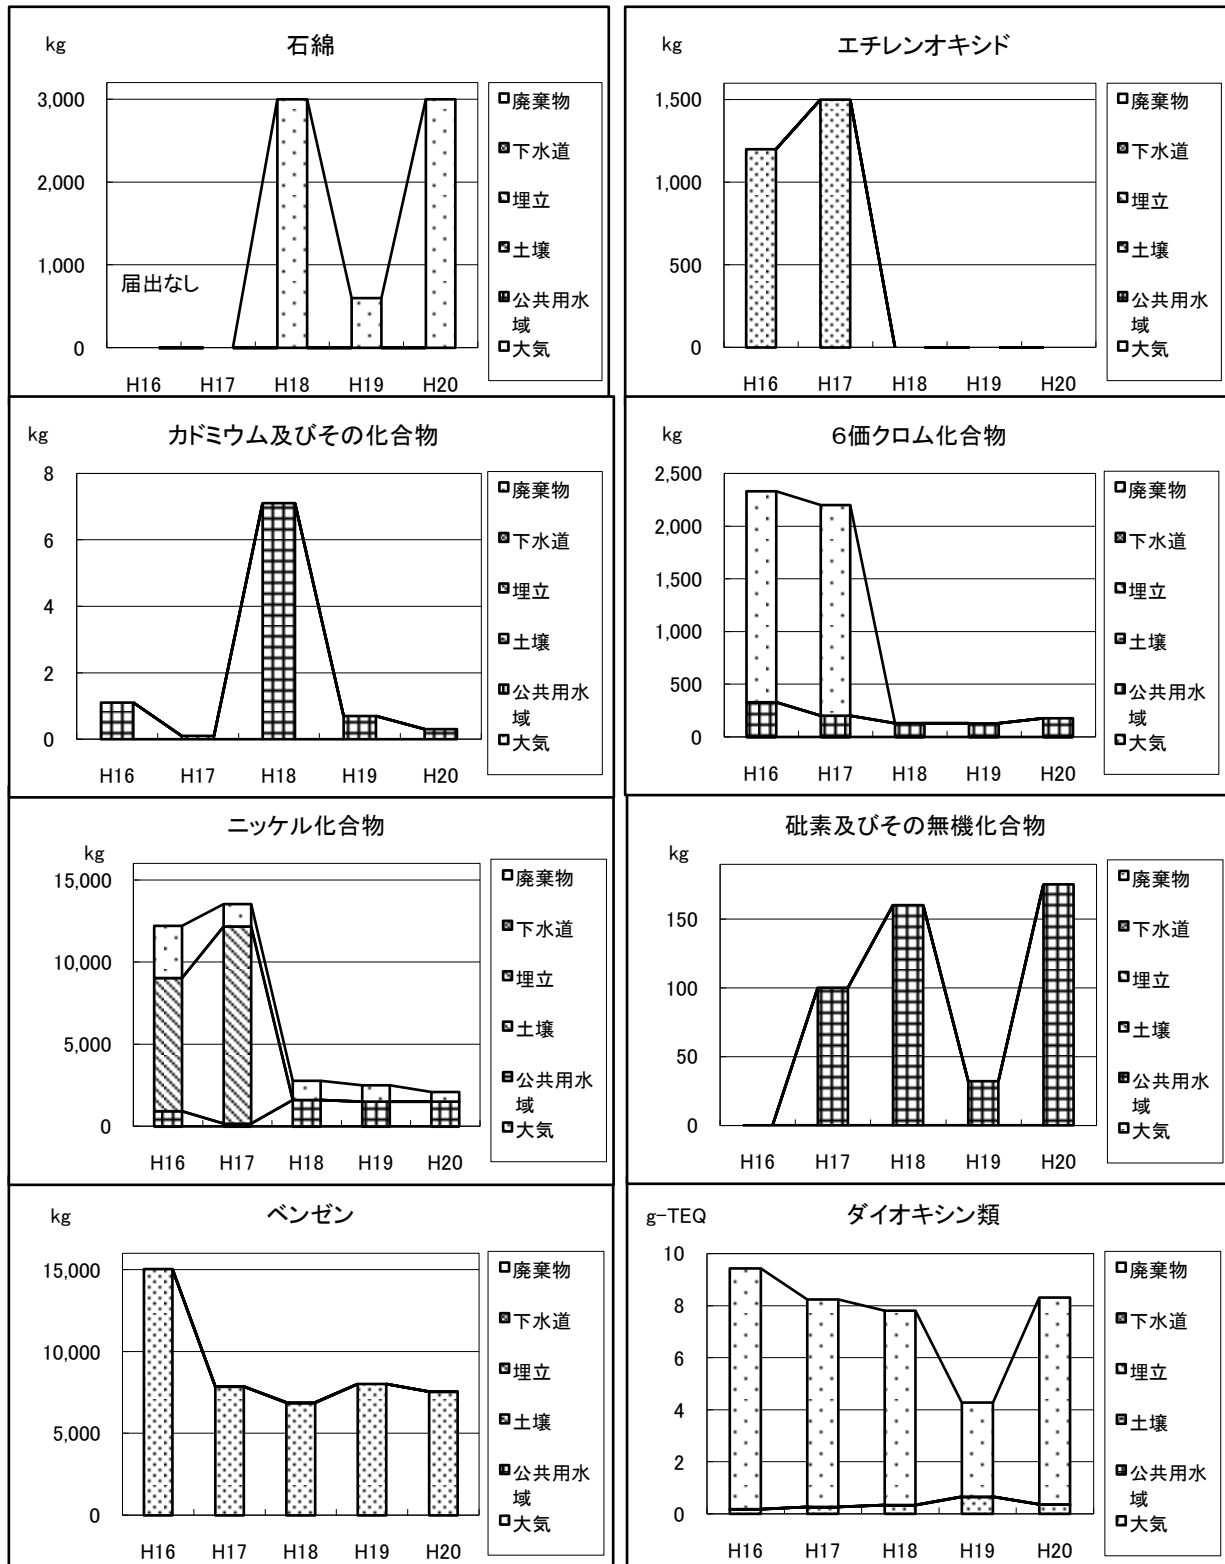 kg
石綿
3,000
2,000
1,000
0
届出なし
H16
H17
H18
H19
H20
廃棄物
下水道
埋立
土壌
公共用水
域
大気
kg
エチレンオキシド
1,500
1,000
500
0
H16
H17
H18
H19
H20
廃棄物
下水道
埋立
土壌
公共用水
域
大気
kg
カドミウム及びその化合物
8
6
4
2
0
H16
H17
H18
H19
H20
廃棄物
下水道
埋立
土壌
公共用水
域
大気
kg
6価クロム化合物
2,500
2,000
1,500
1,000
500
0
H16
H17
H18
H19
H20
廃棄物
下水道
埋立
土壌
公共用水
域
大気
ニッケル化合物
kg
15,000
10,000
5,000
0
H16
H17
H18
H19
H20
廃棄物
下水道
埋立
土壌
公共用水
域
大気
砒素及びその無機化合物
kg
150
100
50
0
H16
H17
H18
H19
H20
廃棄物
下水道
埋立
土壌
公共用水
域
大気
kg
ベンゼン
15,000
10,000
5,000
0
H16
H17
H18
H19
H20
廃棄物
下水道
埋立
土壌
公共用水
域
大気
g-TEQ
ダイオキシン類
10
8
6
4
2
0
H16
H17
H18
H19
H20
廃棄物
下水道
埋立
土壌
公共用水
域
大気